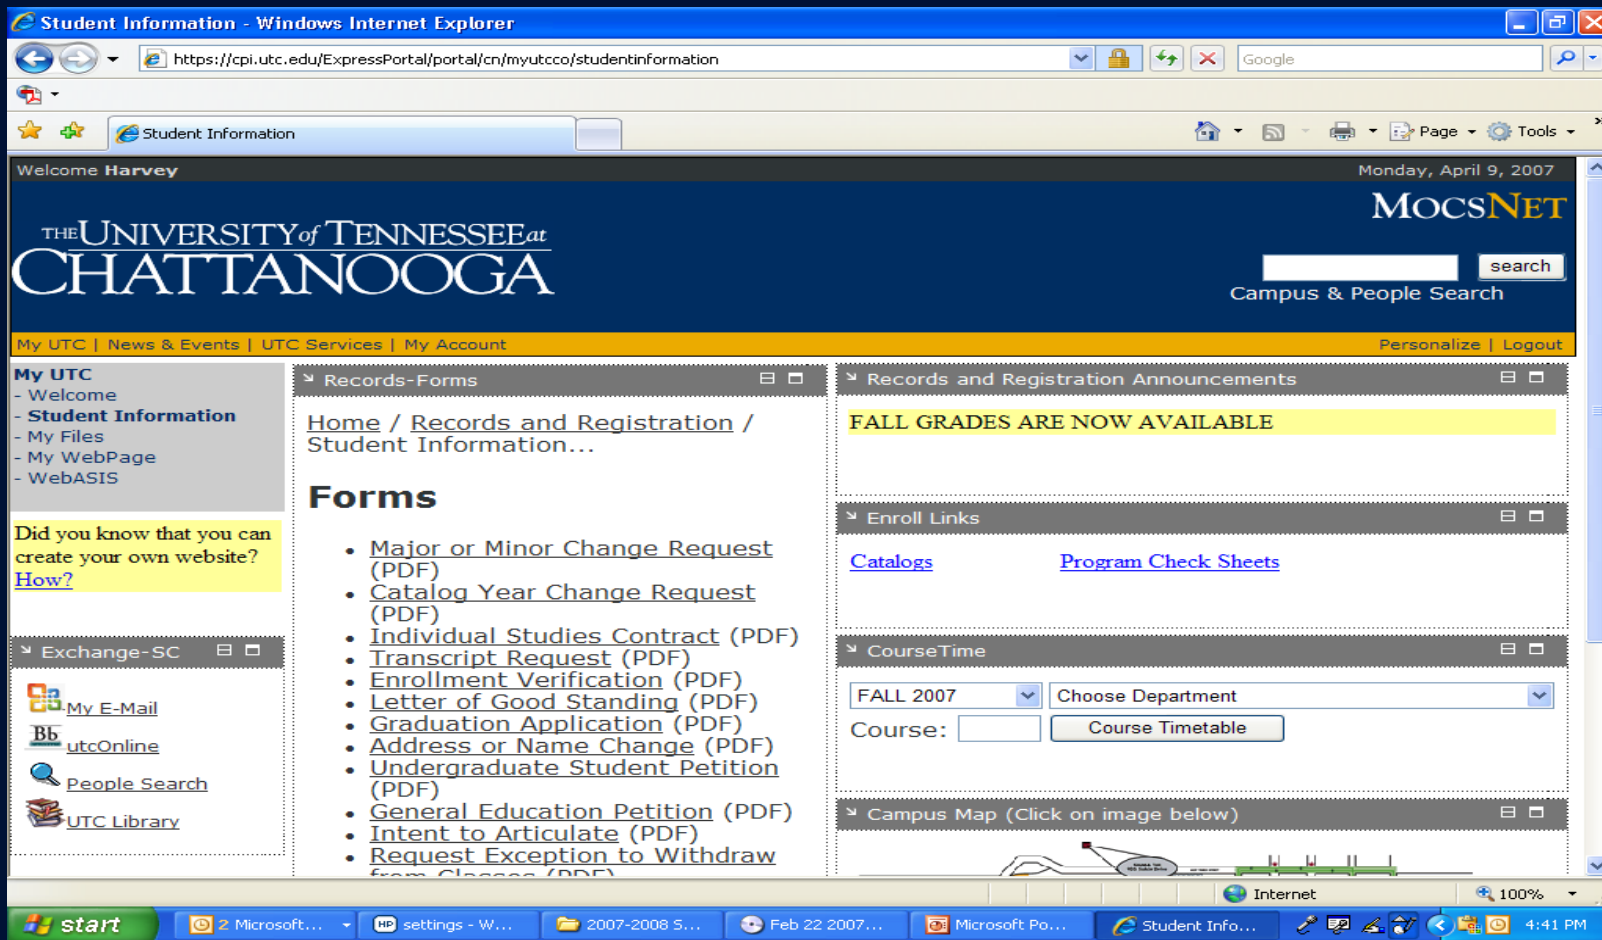 Student Information - Windows Internet Explorer
https://cpi.utc.edu/ExpressPortal/portal/cn/myutcco/studentinformation
Google
Student Information
Page
Tools
Welcome Harvey
Monday, April 9, 2007
MOCSNET
THE UNIVERSITY of TENNESSEE at
CHATTANOOGA
search
Campus & People Search
My UTC | News & Events | UTC Services | My Account
Personalize | Logout
My UTC
- Welcome
- Student Information
- My Files
- My WebPage
- WebASIS
Did you know that you can
create your own website?
How?
Exchange-SC
My E-Mail
Bb
utcOnline
People Search
UTC Library
Records-Forms
Home / Records and Registration /
Student Information...
Forms
• Major or Minor Change Request
(PDF)
• Catalog Year Change Request
(PDF)
• Individual Studies Contract (PDF)
• Transcript Request (PDF)
• Enrollment Verification (PDF)
• Letter of Good Standing (PDF)
• Graduation Application (PDF)
• Address or Name Change (PDF)
• Undergraduate Student Petition
(PDF)
• General Education Petition (PDF)
• Intent to Articulate (PDF)
• Request Exception to Withdraw
from Classes (PDF)
Records and Registration Announcements
FALL GRADES ARE NOW AVAILABLE
Enroll Links
Catalogs
Program Check Sheets
CourseTime
FALL 2007
Choose Department
Course:
Course Timetable
Campus Map (Click on image below)
Internet
100%
start
2 Microsoft...
settings - W...
2007-2008 S...
Feb 22 2007...
Microsoft Po...
Student Info...
4:41 PM